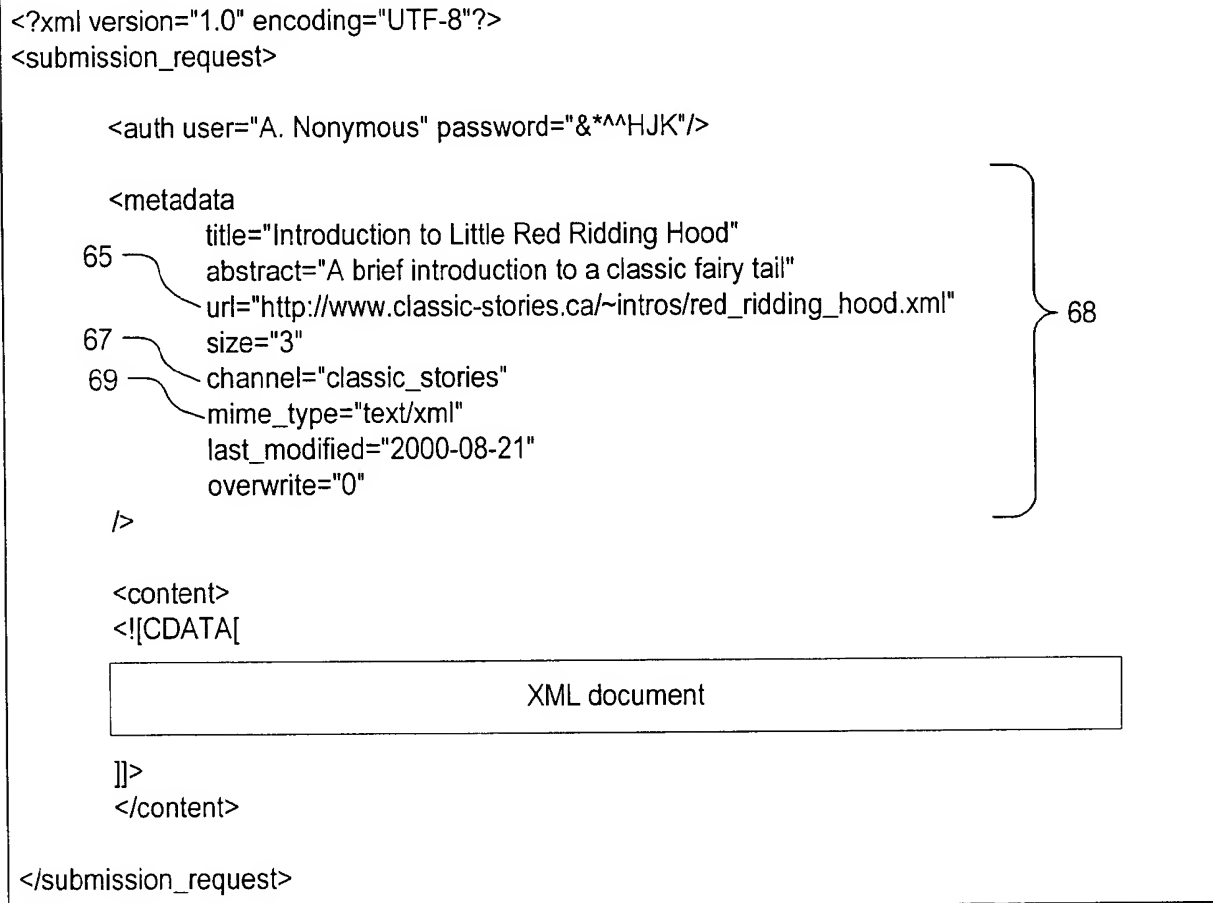 <?xml version="1.0" encoding="UTF-8"?>
<submission_request>
<auth user="A. Nonymous" password="&*^^HJK"/>
<metadata
title="Introduction to Little Red Ridding Hood"
65
abstract="A brief introduction to a classic fairy tail"
url="http://www.classic-stories.ca/~intros/red_ridding_hood.xml"
68
67
size="3"
69
channel="classic_stories"
mime_type="text/xml"
last_modified="2000-08-21"
overwrite="0"
/>
<content>
<![CDATA[
XML document
]]>
</content>
</submission_request>